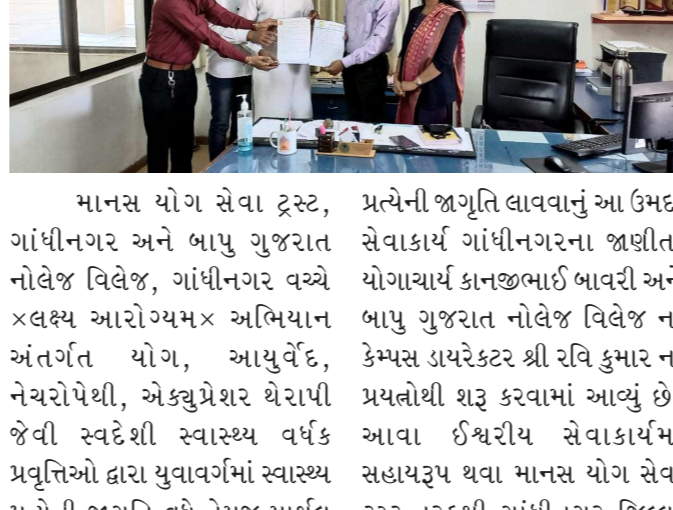 માનસ યોગ સેવા ટ્રસ્ટ,
ગાંધીનગર અને બાપુ ગુજરાત
નોલેજ વિલેજ, ગાંધીનગર વચ્ચે
×લક્ષ્ય આરોગ્યમ× અભિયાન
અંતર્ગત યોગ, આયુર્વેદ,
નેચરોપેથી, એક્યુપ્રેશર થેરાપી
જેવી સ્વદેશી સ્વાસ્થ્ય વર્ધક
પ્રવૃત્તિઓ દ્વારા યુવાવર્ગમાં સ્વાસ્થ્ય
પ્રત્યેની જાગૃતિ લાવવાનું આ ઉમદ
સેવાકાર્ય ગાંધીનગરના જાણીત
યોગાચાર્ય કાનજીભાઈ બાવરી અને
બાપુ ગુજરાત નોલેજ વિલેજ ન
કેમ્પસ ડાયરેકટર શ્રી રવિ કુમાર ન
પ્રયત્નોથી શરૂ કરવામાં આવ્યું છે
આવા ઈશ્વરીય સેવાકાર્યમ
સહાયરૂપ થવા માનસ યોગ સેવ